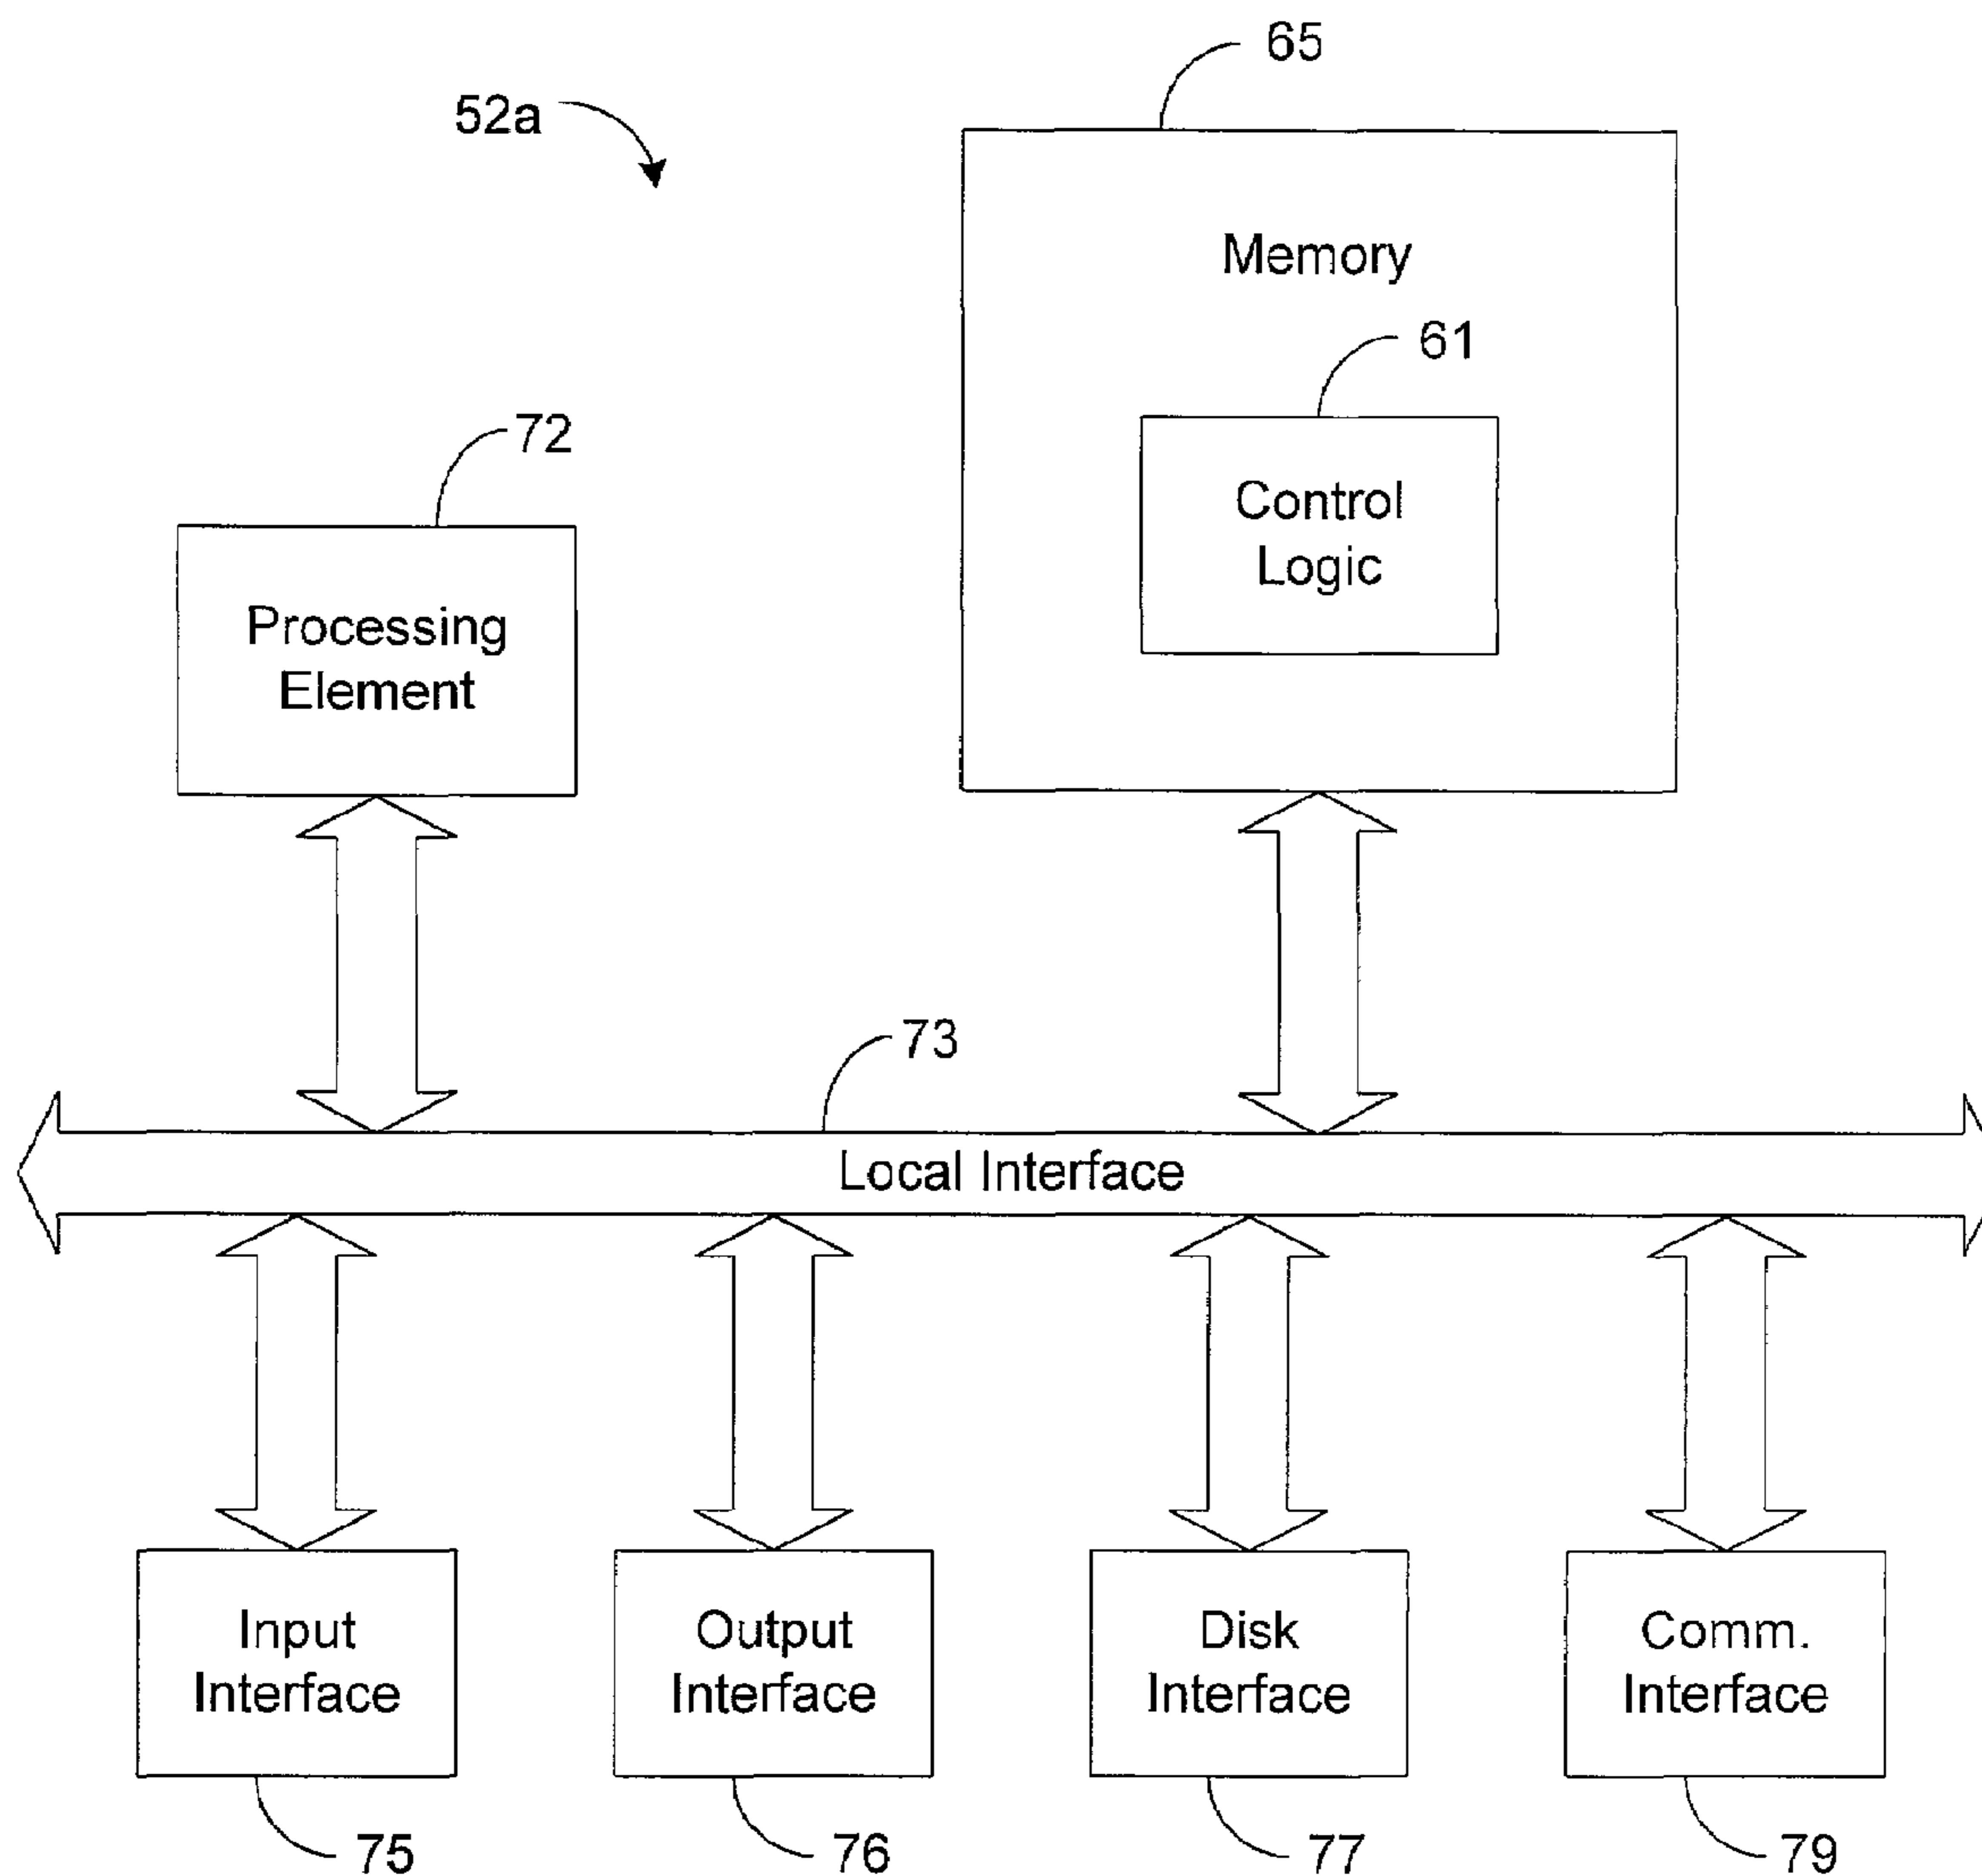 65
52a
Memory
61
Control
Logic
72
Processing
Element
73
Local Interface
Input
Interface
Output
Interface
Disk
Interface
Comm.
Interface
75
76
77
79